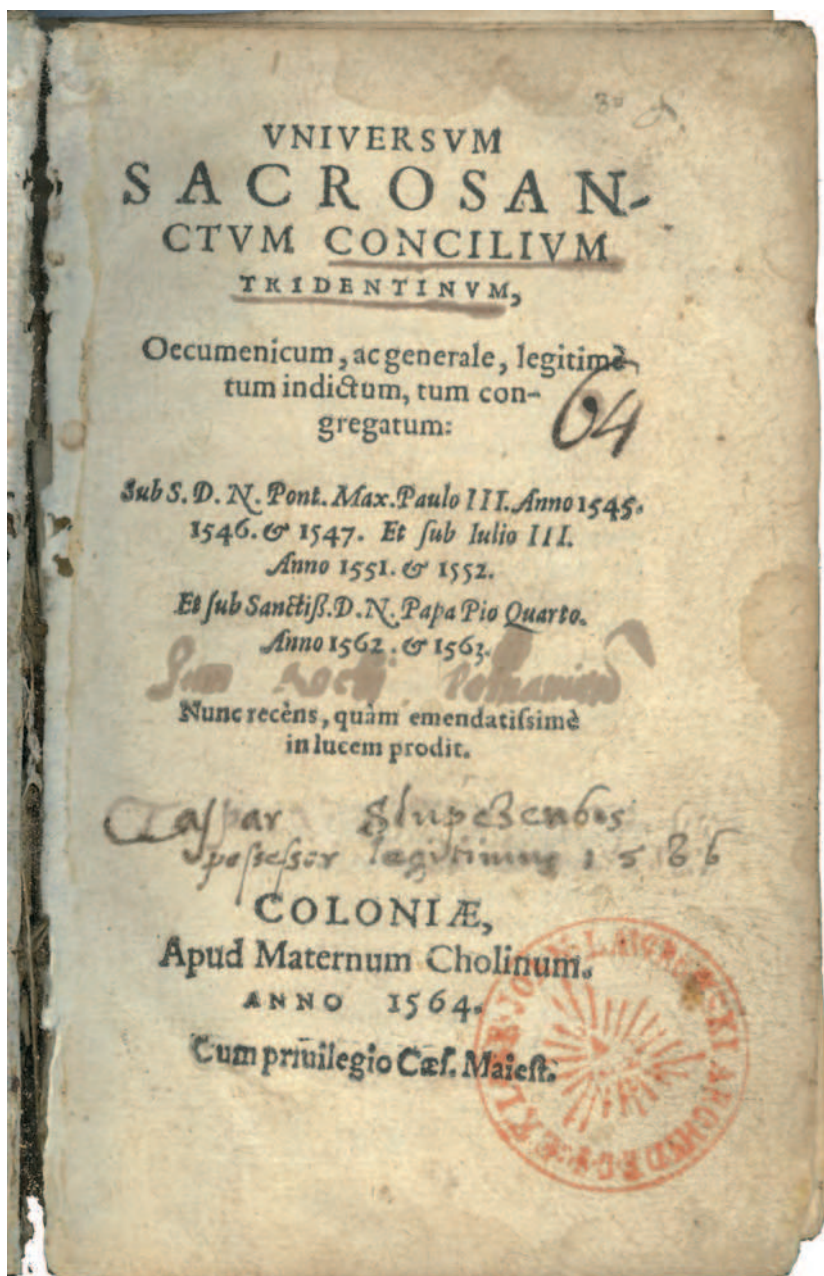 VNIVERSVM
SACROSAN-
CTVM CONCILIVM
TRIDENTINVM,
Oecumenicum, ac generale, legitimè
tum indictum, tum con-
gregatum:
64
Sub S. D. N. Pont. Max. Paulo III. Anno 1545.
1546. & 1547. Et ſub Iulio III.
Anno 1551. & 1552.
Et ſub Sanctiß. D. N. Papa Pio Quarto.
Anno 1562. & 1563.
Nunc recèns, quàm emendatiſsimè
in lucem prodit.
Caſpar Slupecensis
poſseſsor legitimus 1586
COLONIÆ,
Apud Maternum Cholinum.
ANNO 1564.
Cum priuilegio Cæſ. Maieſt.